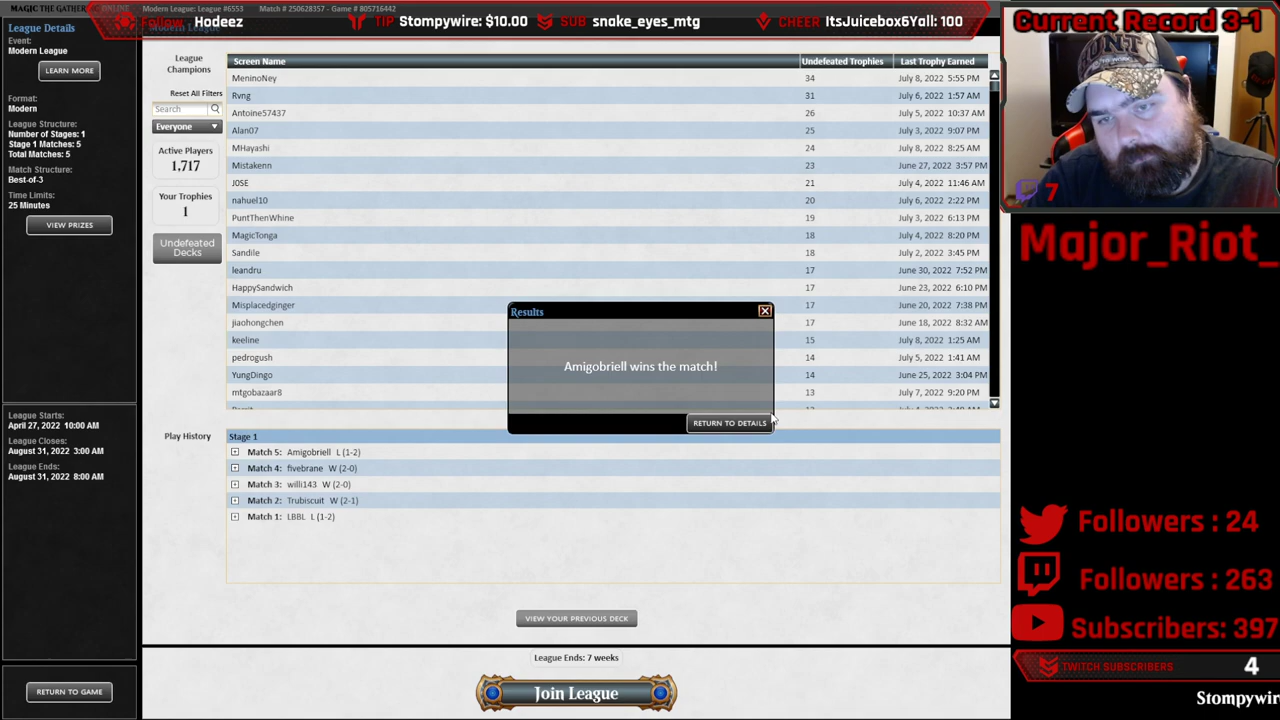 MAGIC THE GATHERING ONLINE Modern League: League #6553 Match # 250628357 - Game # 805716442
Follow Hodeez TIP Stompywire: $10.00 SUB snake_eyes_mtg CHEER ItsJuicebox6Yall: 100
Current Record 3-1
League Details
Event:
Modern League
LEARN MORE
Format:
Modern
League Structure:
Number of Stages: 1
Stage 1 Matches: 5
Total Matches: 5
Match Structure:
Best-of-3
Time Limits:
25 Minutes
VIEW PRIZES
League Starts:
April 27, 2022 10:00 AM
League Closes:
August 31, 2022 3:00 AM
League Ends:
August 31, 2022 8:00 AM
RETURN TO GAME
Modern League
League
Champions
Reset All Filters
Search
Everyone
Active Players
1,717
Your Trophies
1
Undefeated
Decks
Screen Name Undefeated Trophies Last Trophy Earned
MeninoNey 34 July 8, 2022 5:55 PM
Rvng 31 July 6, 2022 1:57 AM
Antoine57437 26 July 5, 2022 10:37 AM
Alan07 25 July 3, 2022 9:07 PM
MHayashi 24 July 8, 2022 8:25 AM
Mistakenn 23 June 27, 2022 3:57 PM
J0SE 21 July 4, 2022 11:46 AM
nahuel10 20 July 6, 2022 2:22 PM
PuntThenWhine 19 July 3, 2022 6:13 PM
MagicTonga 18 July 4, 2022 8:20 PM
Sandile 18 July 2, 2022 3:45 PM
leandru 17 June 30, 2022 7:52 PM
HappySandwich 17 June 23, 2022 6:10 PM
Misplacedginger 17 June 20, 2022 7:38 PM
jiaohongchen 17 June 18, 2022 8:32 AM
keeline 15 July 8, 2022 1:25 AM
pedrogush 14 July 5, 2022 1:41 AM
YungDingo 14 June 25, 2022 3:04 PM
mtgobazaar8 13 July 7, 2022 9:20 PM
Results
Amigobriell wins the match!
RETURN TO DETAILS
Play History
Stage 1
Match 5: Amigobriell L (1-2)
Match 4: fivebrane W (2-0)
Match 3: willi143 W (2-0)
Match 2: Trubiscuit W (2-1)
Match 1: LBBL L (1-2)
VIEW YOUR PREVIOUS DECK
League Ends: 7 weeks
Join League
7
Major_Riot_
Followers : 24
Followers : 263
Subscribers: 397
TWITCH SUBSCRIBERS 4
Stompywir